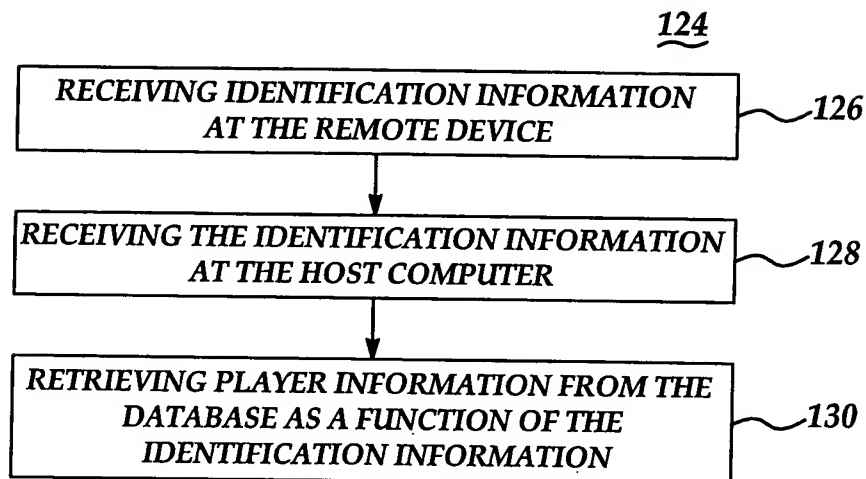 124
RECEIVING IDENTIFICATION INFORMATION
AT THE REMOTE DEVICE
126
RECEIVING THE IDENTIFICATION INFORMATION
AT THE HOST COMPUTER
128
RETRIEVING PLAYER INFORMATION FROM THE
DATABASE AS A FUNCTION OF THE
IDENTIFICATION INFORMATION
130